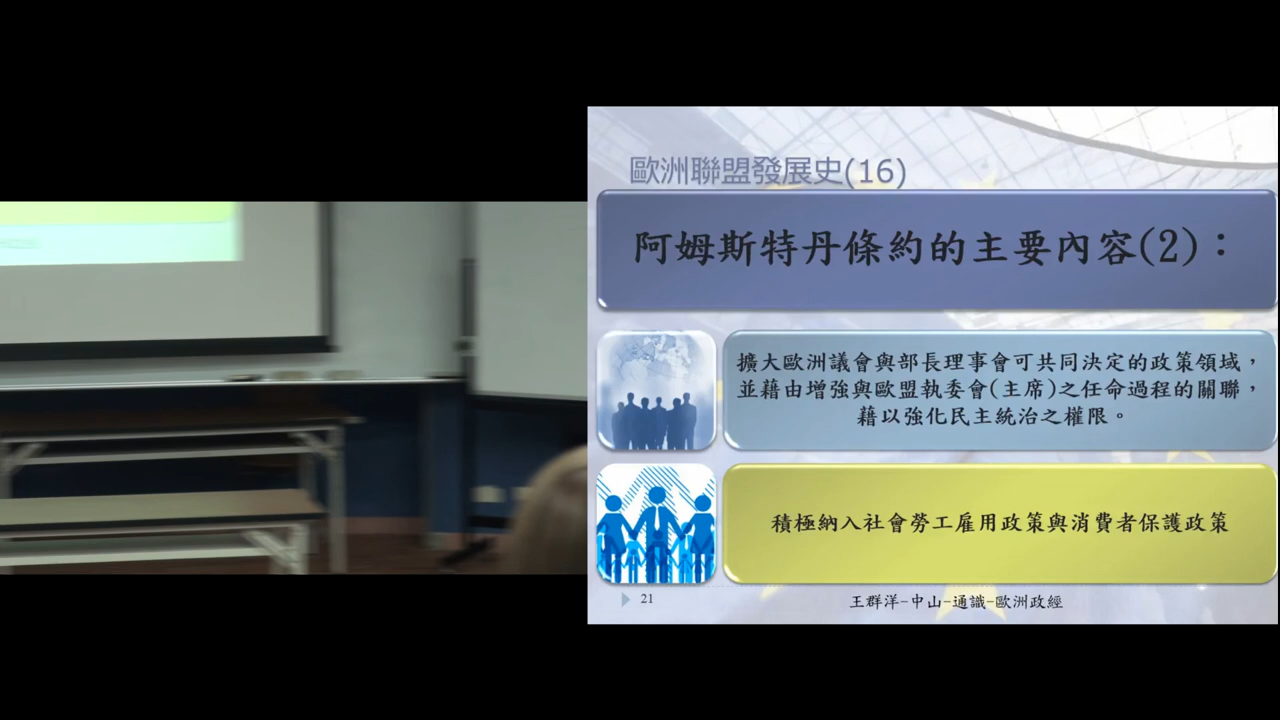 歐洲聯盟發展史(16)
阿姆斯特丹條約的主要內容(2)：
擴大歐洲議會與部長理事會可共同決定的政策領域，
並藉由增強與歐盟執委會(主席)之任命過程的關聯，
藉以強化民主統治之權限。
積極納入社會勞工雇用政策與消費者保護政策
21
王群洋-中山-通識-歐洲政經